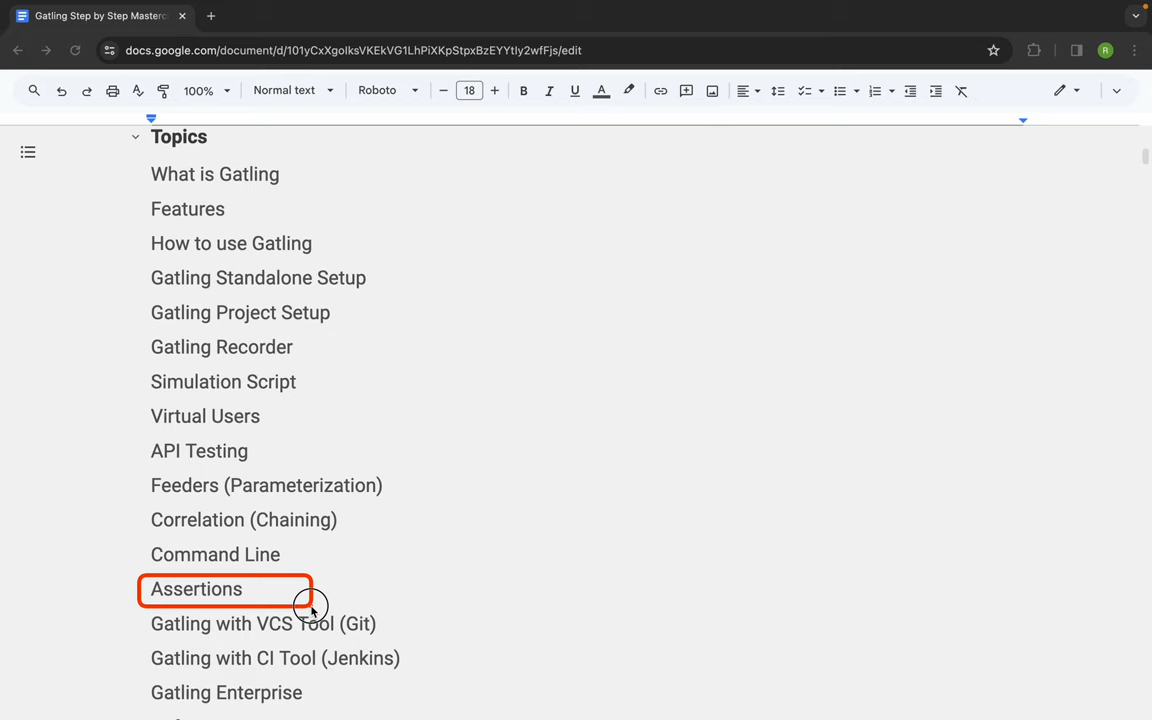 Gatling Step by Step Masterc
docs.google.com/document/d/101yCxXgoIksVKEkVG1LhPiXKpStpxBzEYYtIy2wfFjs/edit
R
100% Normal text Roboto 18 B I U A
Topics
What is Gatling
Features
How to use Gatling
Gatling Standalone Setup
Gatling Project Setup
Gatling Recorder
Simulation Script
Virtual Users
API Testing
Feeders (Parameterization)
Correlation (Chaining)
Command Line
Assertions
Gatling with VCS Tool (Git)
Gatling with CI Tool (Jenkins)
Gatling Enterprise